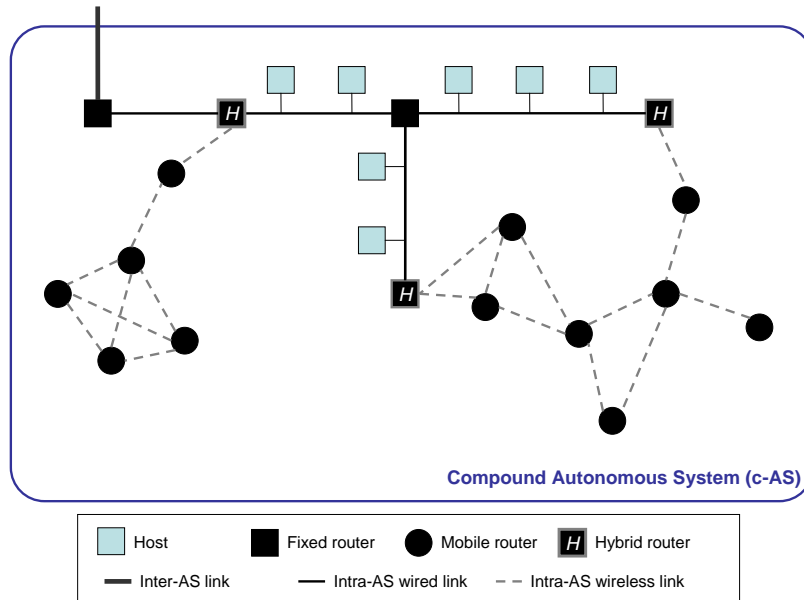 H
H
H
Compound Autonomous System (c-AS)
Host
Fixed router
Mobile router
H Hybrid router
Inter-AS link
Intra-AS wired link
Intra-AS wireless link